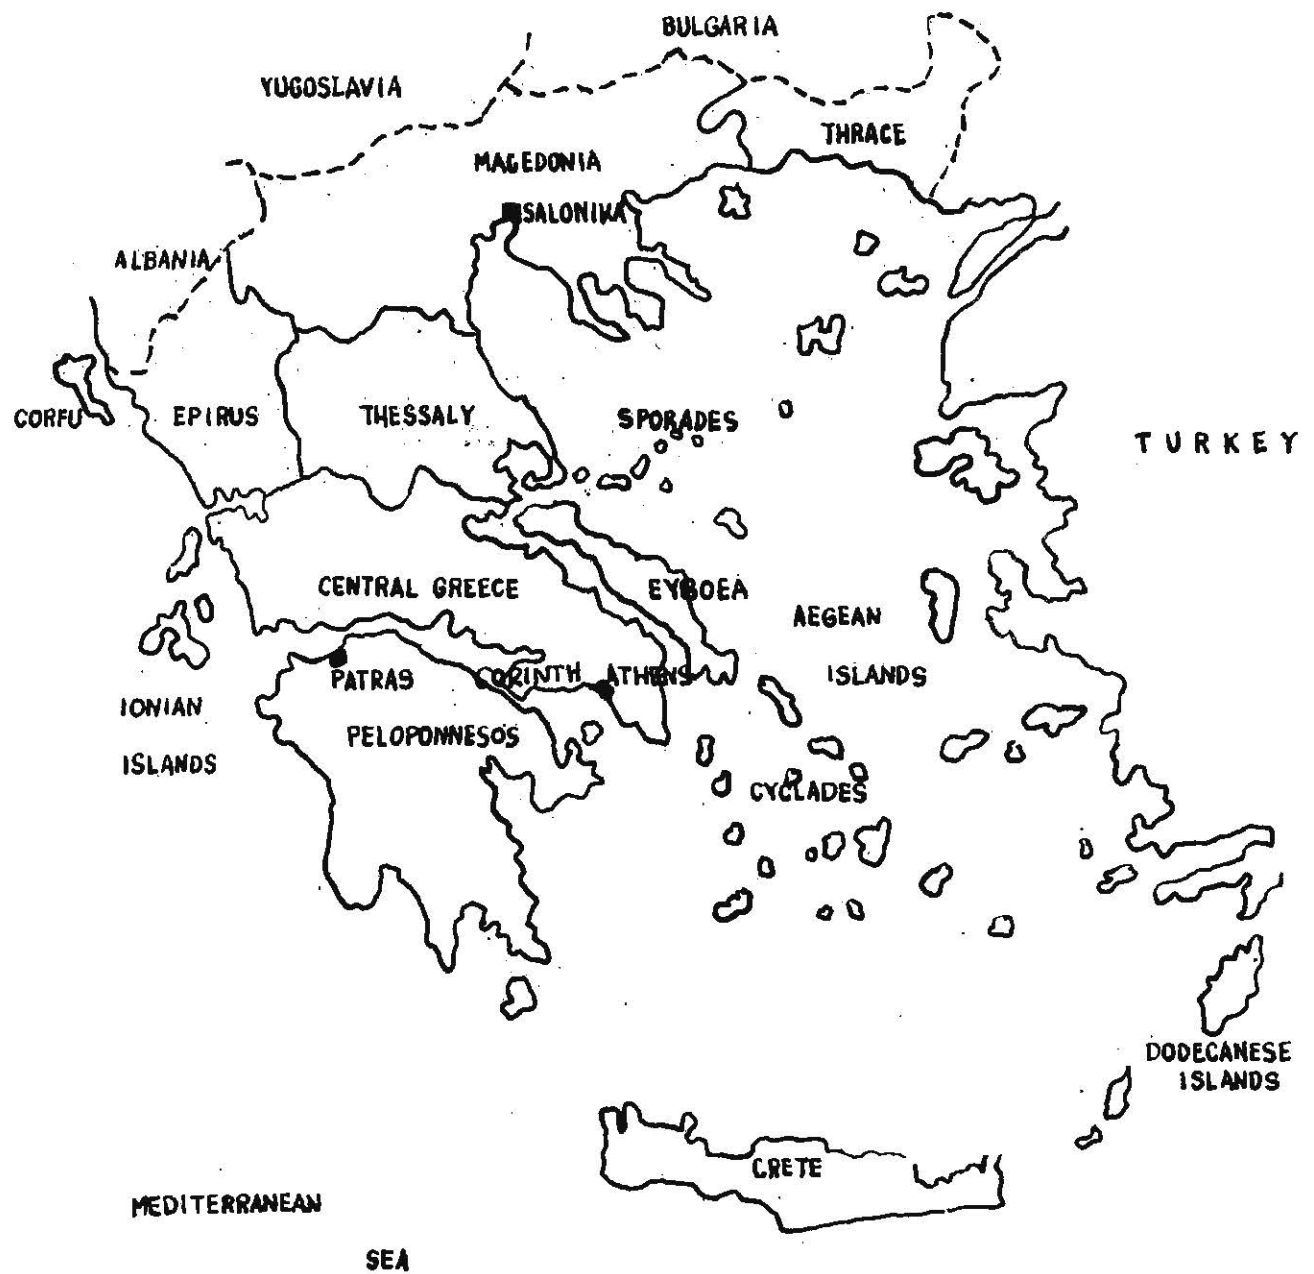 BULGARIA
YUGOSLAVIA
THRACE
MACEDONIA
SALONIKA
ALBANIA
CORFU
EPIRUS
THESSALY
SPORADES
TURKEY
CENTRAL GREECE
EYBOEA
AEGEAN
ISLANDS
PATRAS
CORINTH
ATHENS
IONIAN
ISLANDS
PELOPONNESOS
CYCLADES
DODECANESE
ISLANDS
CRETE
MEDITERRANEAN
SEA